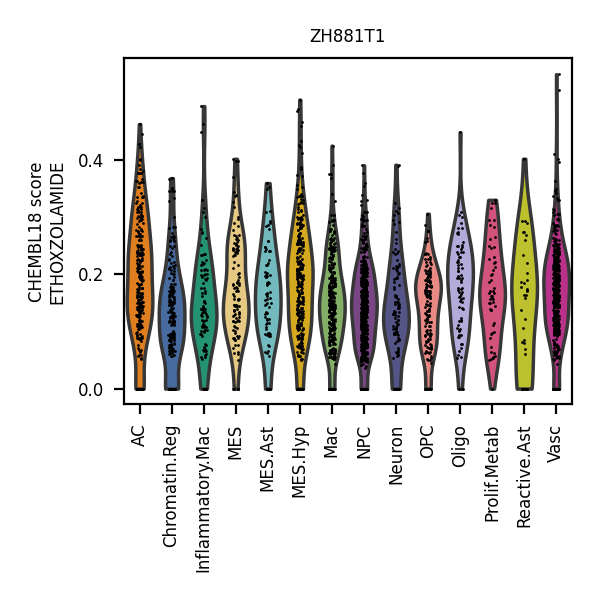 ZH881T1
CHEMBL18 score
ETHOXZOLAMIDE
0.4
0.2
0.0
AC
Chromatin.Reg
Inflammatory.Mac
MES
MES.Ast
MES.Hyp
Mac
NPC
Neuron
OPC
Oligo
Prolif.Metab
Reactive.Ast
Vasc